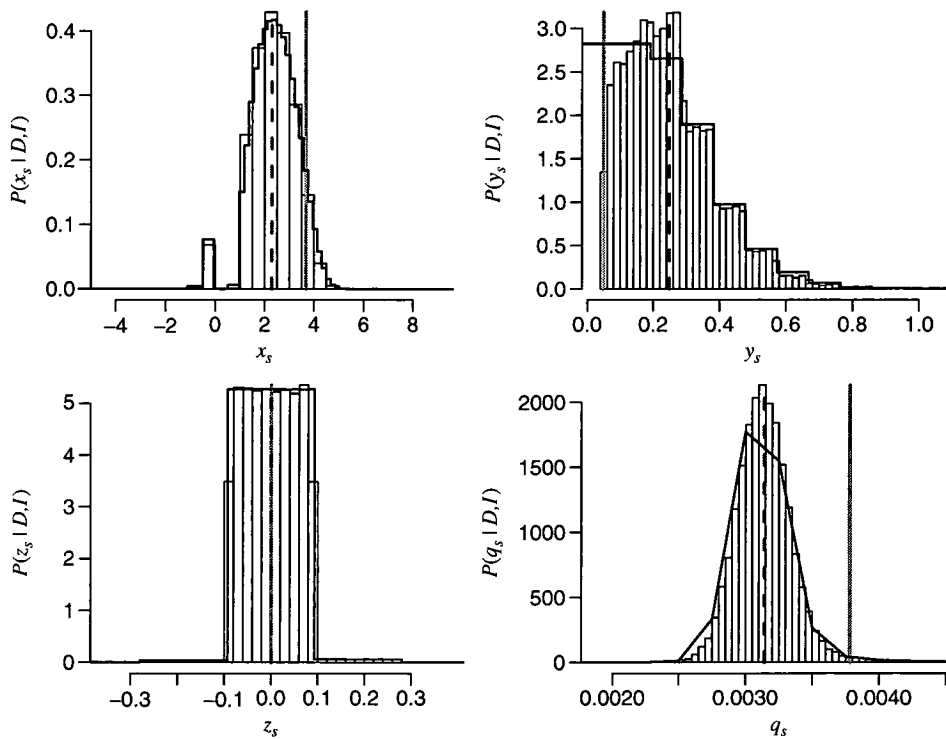 P(x_s | D,I)
0.4
0.3
0.2
0.1
0.0
−4 −2 0 2 4 6 8
x_s
P(y_s | D,I)
3.0
2.5
2.0
1.5
1.0
0.5
0.0
0.0 0.2 0.4 0.6 0.8 1.0
y_s
P(z_s | D,I)
5
4
3
2
1
0
−0.3 −0.1 0.0 0.1 0.2 0.3
z_s
P(q_s | D,I)
2000
1500
1000
500
0
0.0020 0.0030 0.0040
q_s